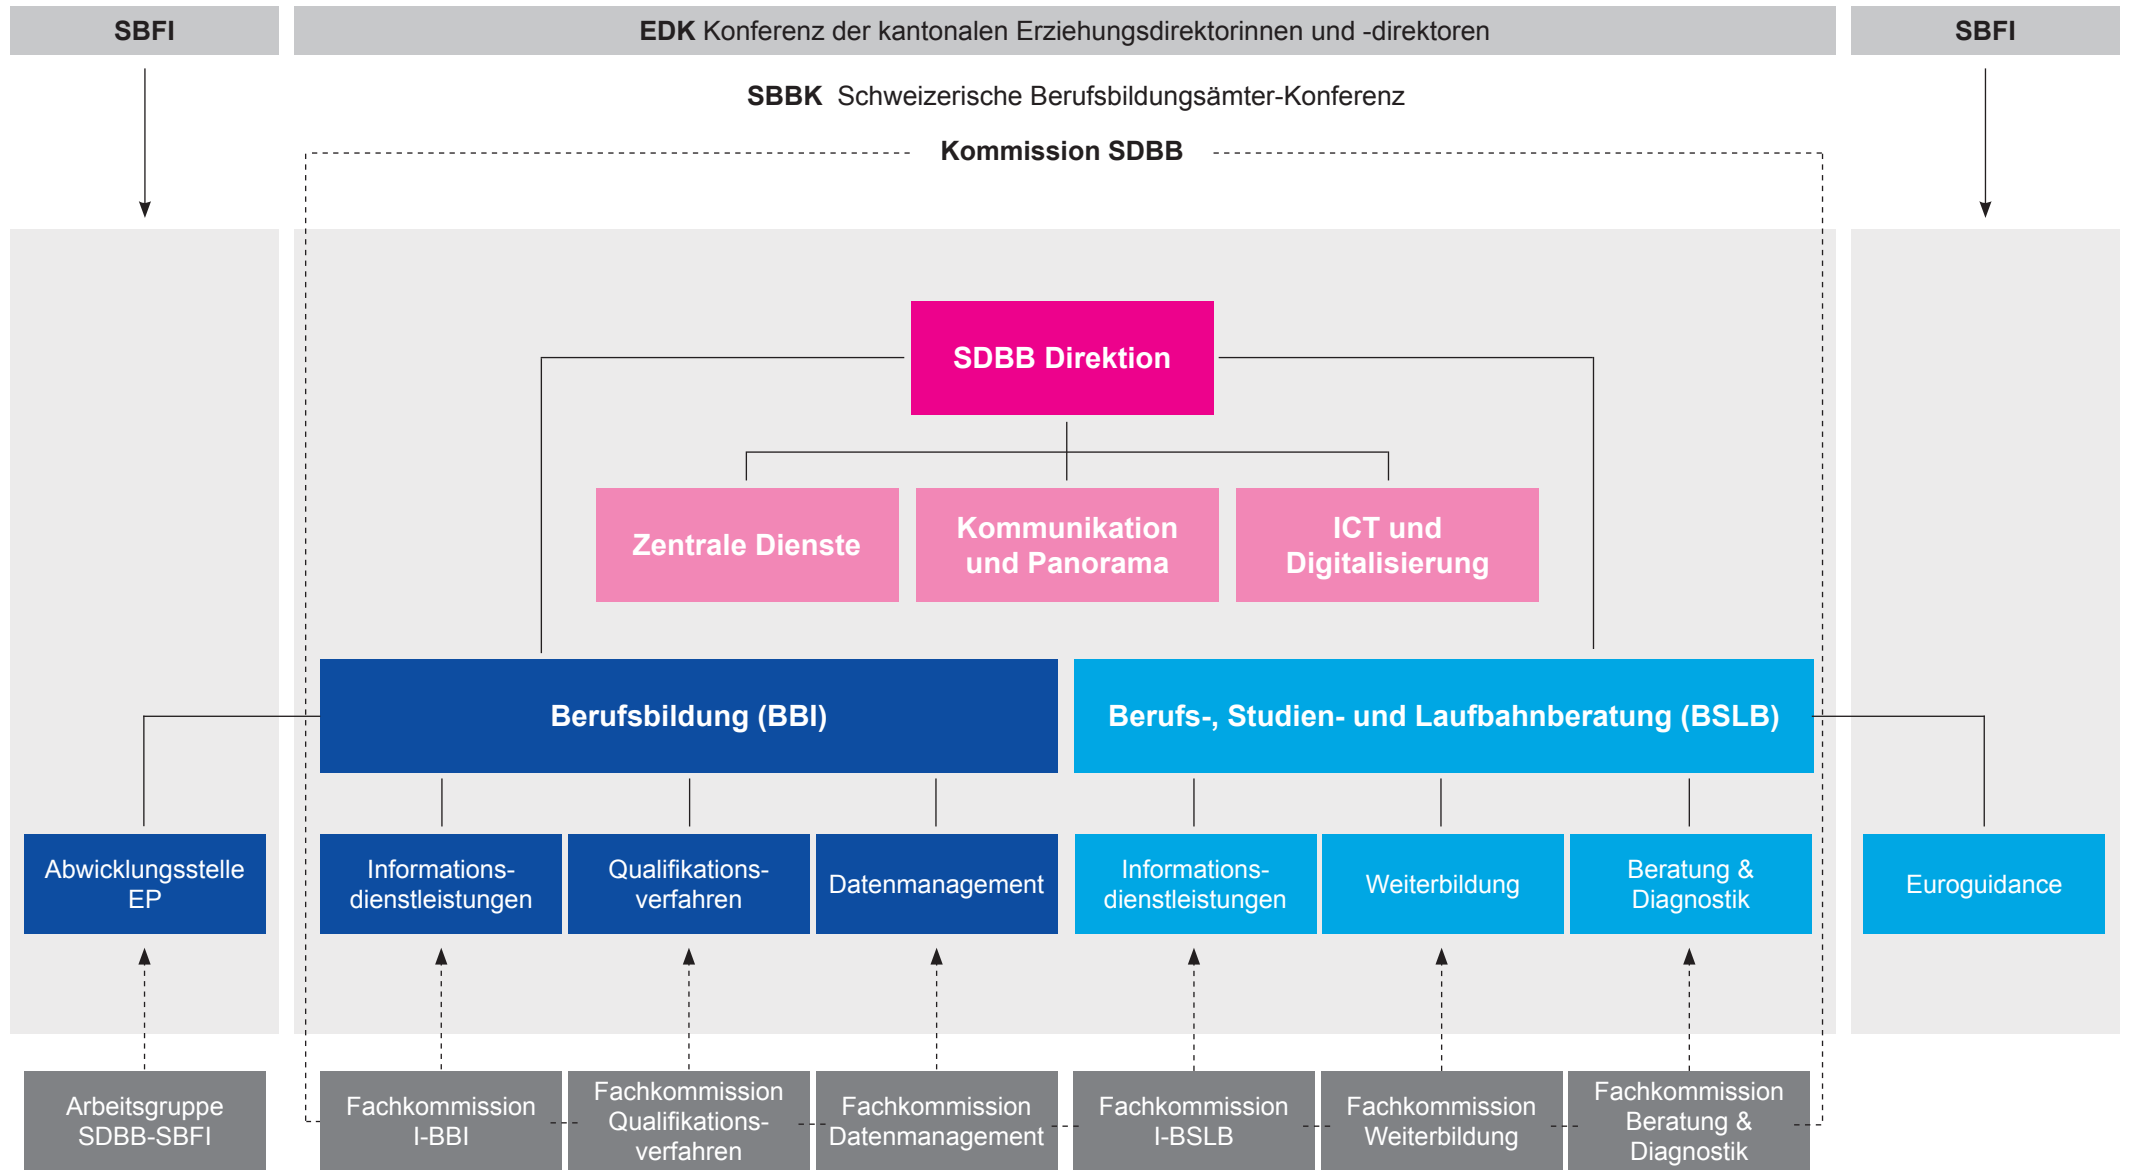 SBFI
EDK Konferenz der kantonalen Erziehungsdirektorinnen und -direktoren
SBFI
SBBK Schweizerische Berufsbildungsämter-Konferenz
Kommission SDBB
SDBB Direktion
Zentrale Dienste
Kommunikation
und Panorama
ICT und
Digitalisierung
Berufsbildung (BBI)
Berufs-, Studien- und Laufbahnberatung (BSLB)
Abwicklungsstelle
EP
Informations-
dienstleistungen
Qualifikations-
verfahren
Datenmanagement
Informations-
dienstleistungen
Weiterbildung
Beratung &
Diagnostik
Euroguidance
Arbeitsgruppe
SDBB-SBFI
Fachkommission
I-BBI
Fachkommission
Qualifikations-
verfahren
Fachkommission
Datenmanagement
Fachkommission
I-BSLB
Fachkommission
Weiterbildung
Fachkommission
Beratung &
Diagnostik